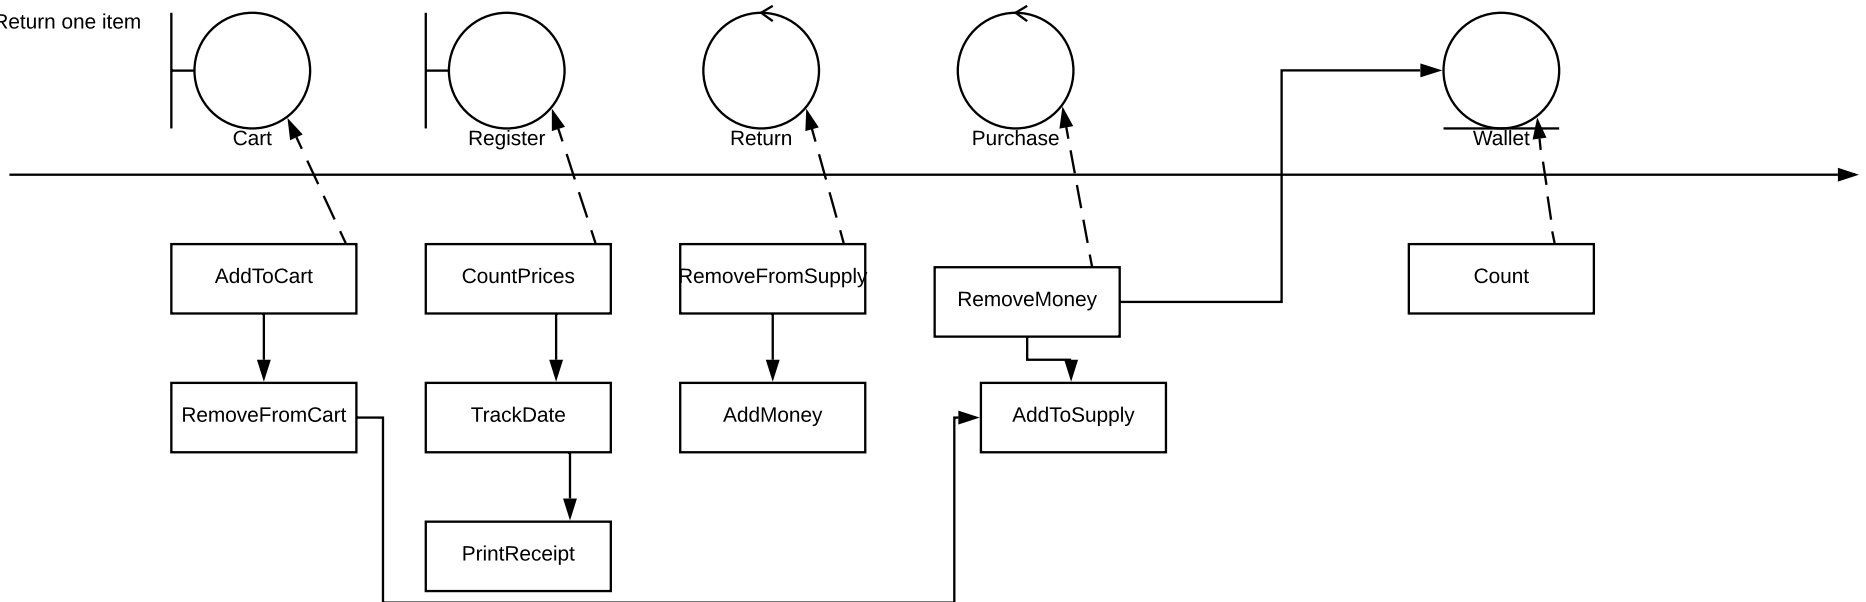 Return one item
Cart
Register
Return
Purchase
Wallet
AddToCart
CountPrices
RemoveFromSupply
RemoveMoney
Count
RemoveFromCart
TrackDate
AddMoney
AddToSupply
PrintReceipt